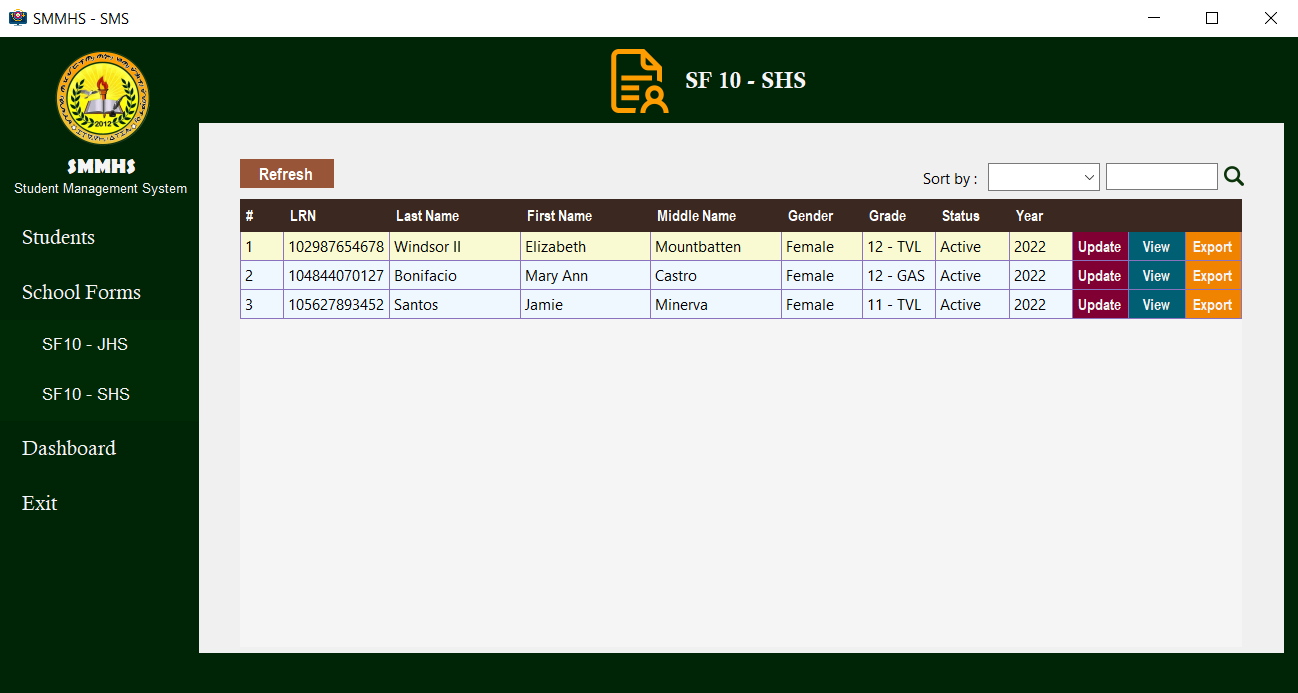 SMMHS - SMS
SF 10 - SHS
2012
SMMHS
Student Management System
Students
School Forms
SF10 - JHS
SF10 - SHS
Dashboard
Exit
Refresh
Sort by :
# LRN Last Name First Name Middle Name Gender Grade Status Year
1 102987654678 Windsor II Elizabeth Mountbatten Female 12 - TVL Active 2022 Update View Export
2 104844070127 Bonifacio Mary Ann Castro Female 12 - GAS Active 2022 Update View Export
3 105627893452 Santos Jamie Minerva Female 11 - TVL Active 2022 Update View Export